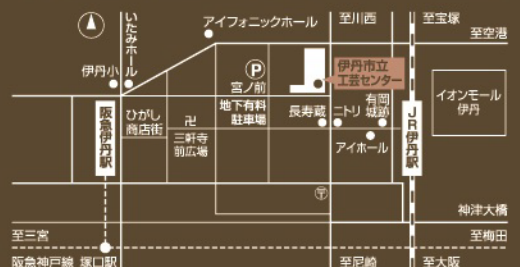 いたみホール
アイフォニックホール
至川西
至宝塚
至空港
伊丹小
P
宮ノ前
地下有料
駐車場
伊丹市立
工芸センター
イオンモール
伊丹
阪急伊丹駅
ひがし
商店街
卍
三軒寺
前広場
長寿蔵
ニトリ
有岡
城跡
アイホール
JR伊丹駅
〒
神津大橋
至三宮
至梅田
阪急神戸線
塚口駅
至尼崎
至大阪